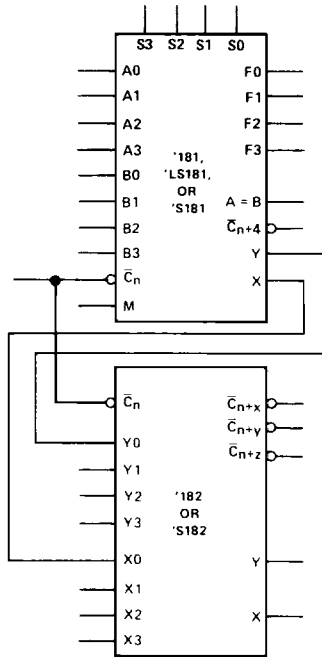 S3 S2 S1 S0
A0 F0
A1 F1
A2 F2
A3 F3
B0 '181,
B1 'LS181, A = B
B2 OR C̅n+4
B3 'S181 Y
C̅n X
M
C̅n C̅n+x
Y0 C̅n+y
Y1 C̅n+z
Y2 '182
Y3 OR
X0 'S182 Y
X1
X2 X
X3